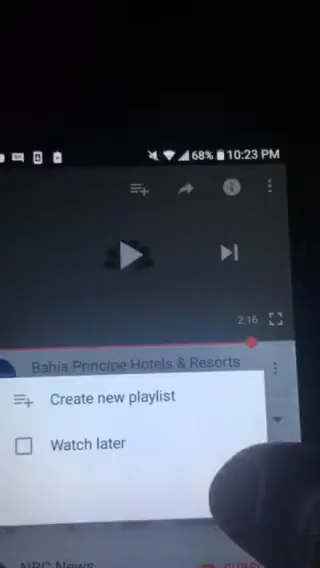 68% 10:23 PM
2:16
Bahia Principe Hotels & Resorts
Create new playlist
Watch later
NBC News